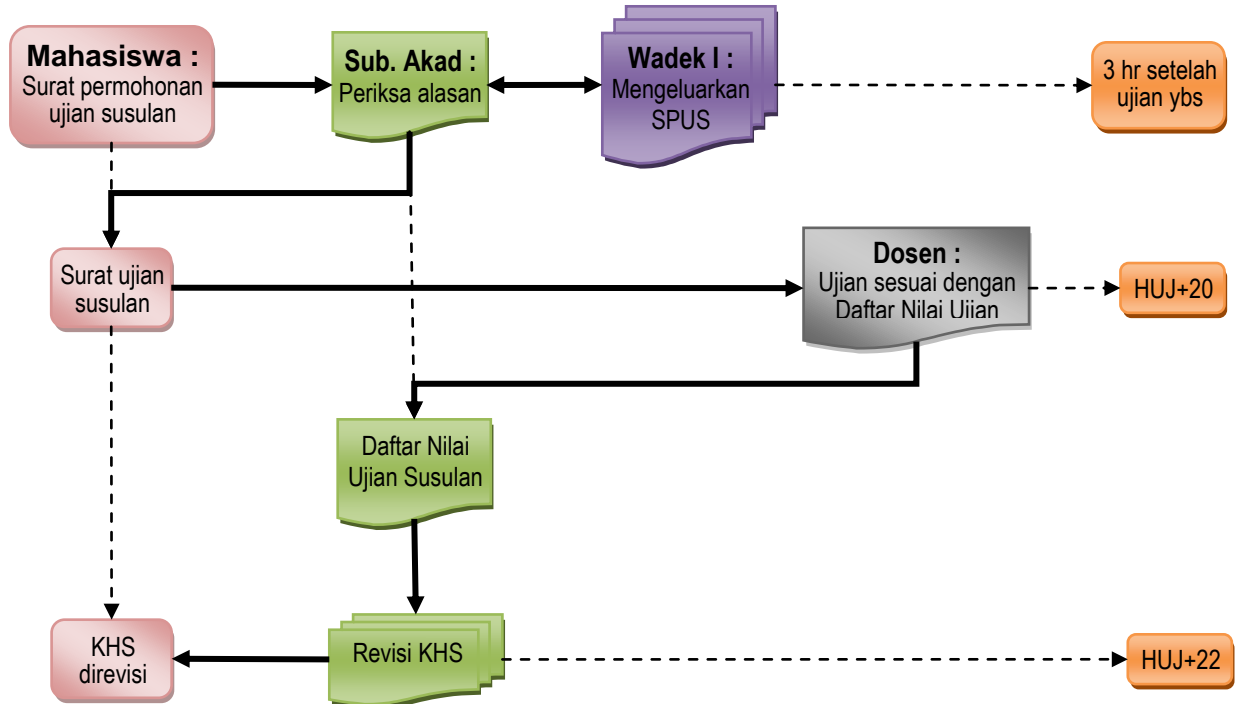 Mahasiswa :
Surat permohonan
ujian susulan
Sub. Akad :
Periksa alasan
Wadek I :
Mengeluarkan
SPUS
3 hr setelah
ujian ybs
Surat ujian
susulan
Dosen :
Ujian sesuai dengan
Daftar Nilai Ujian
HUJ+20
Daftar Nilai
Ujian Susulan
KHS
direvisi
Revisi KHS
HUJ+22